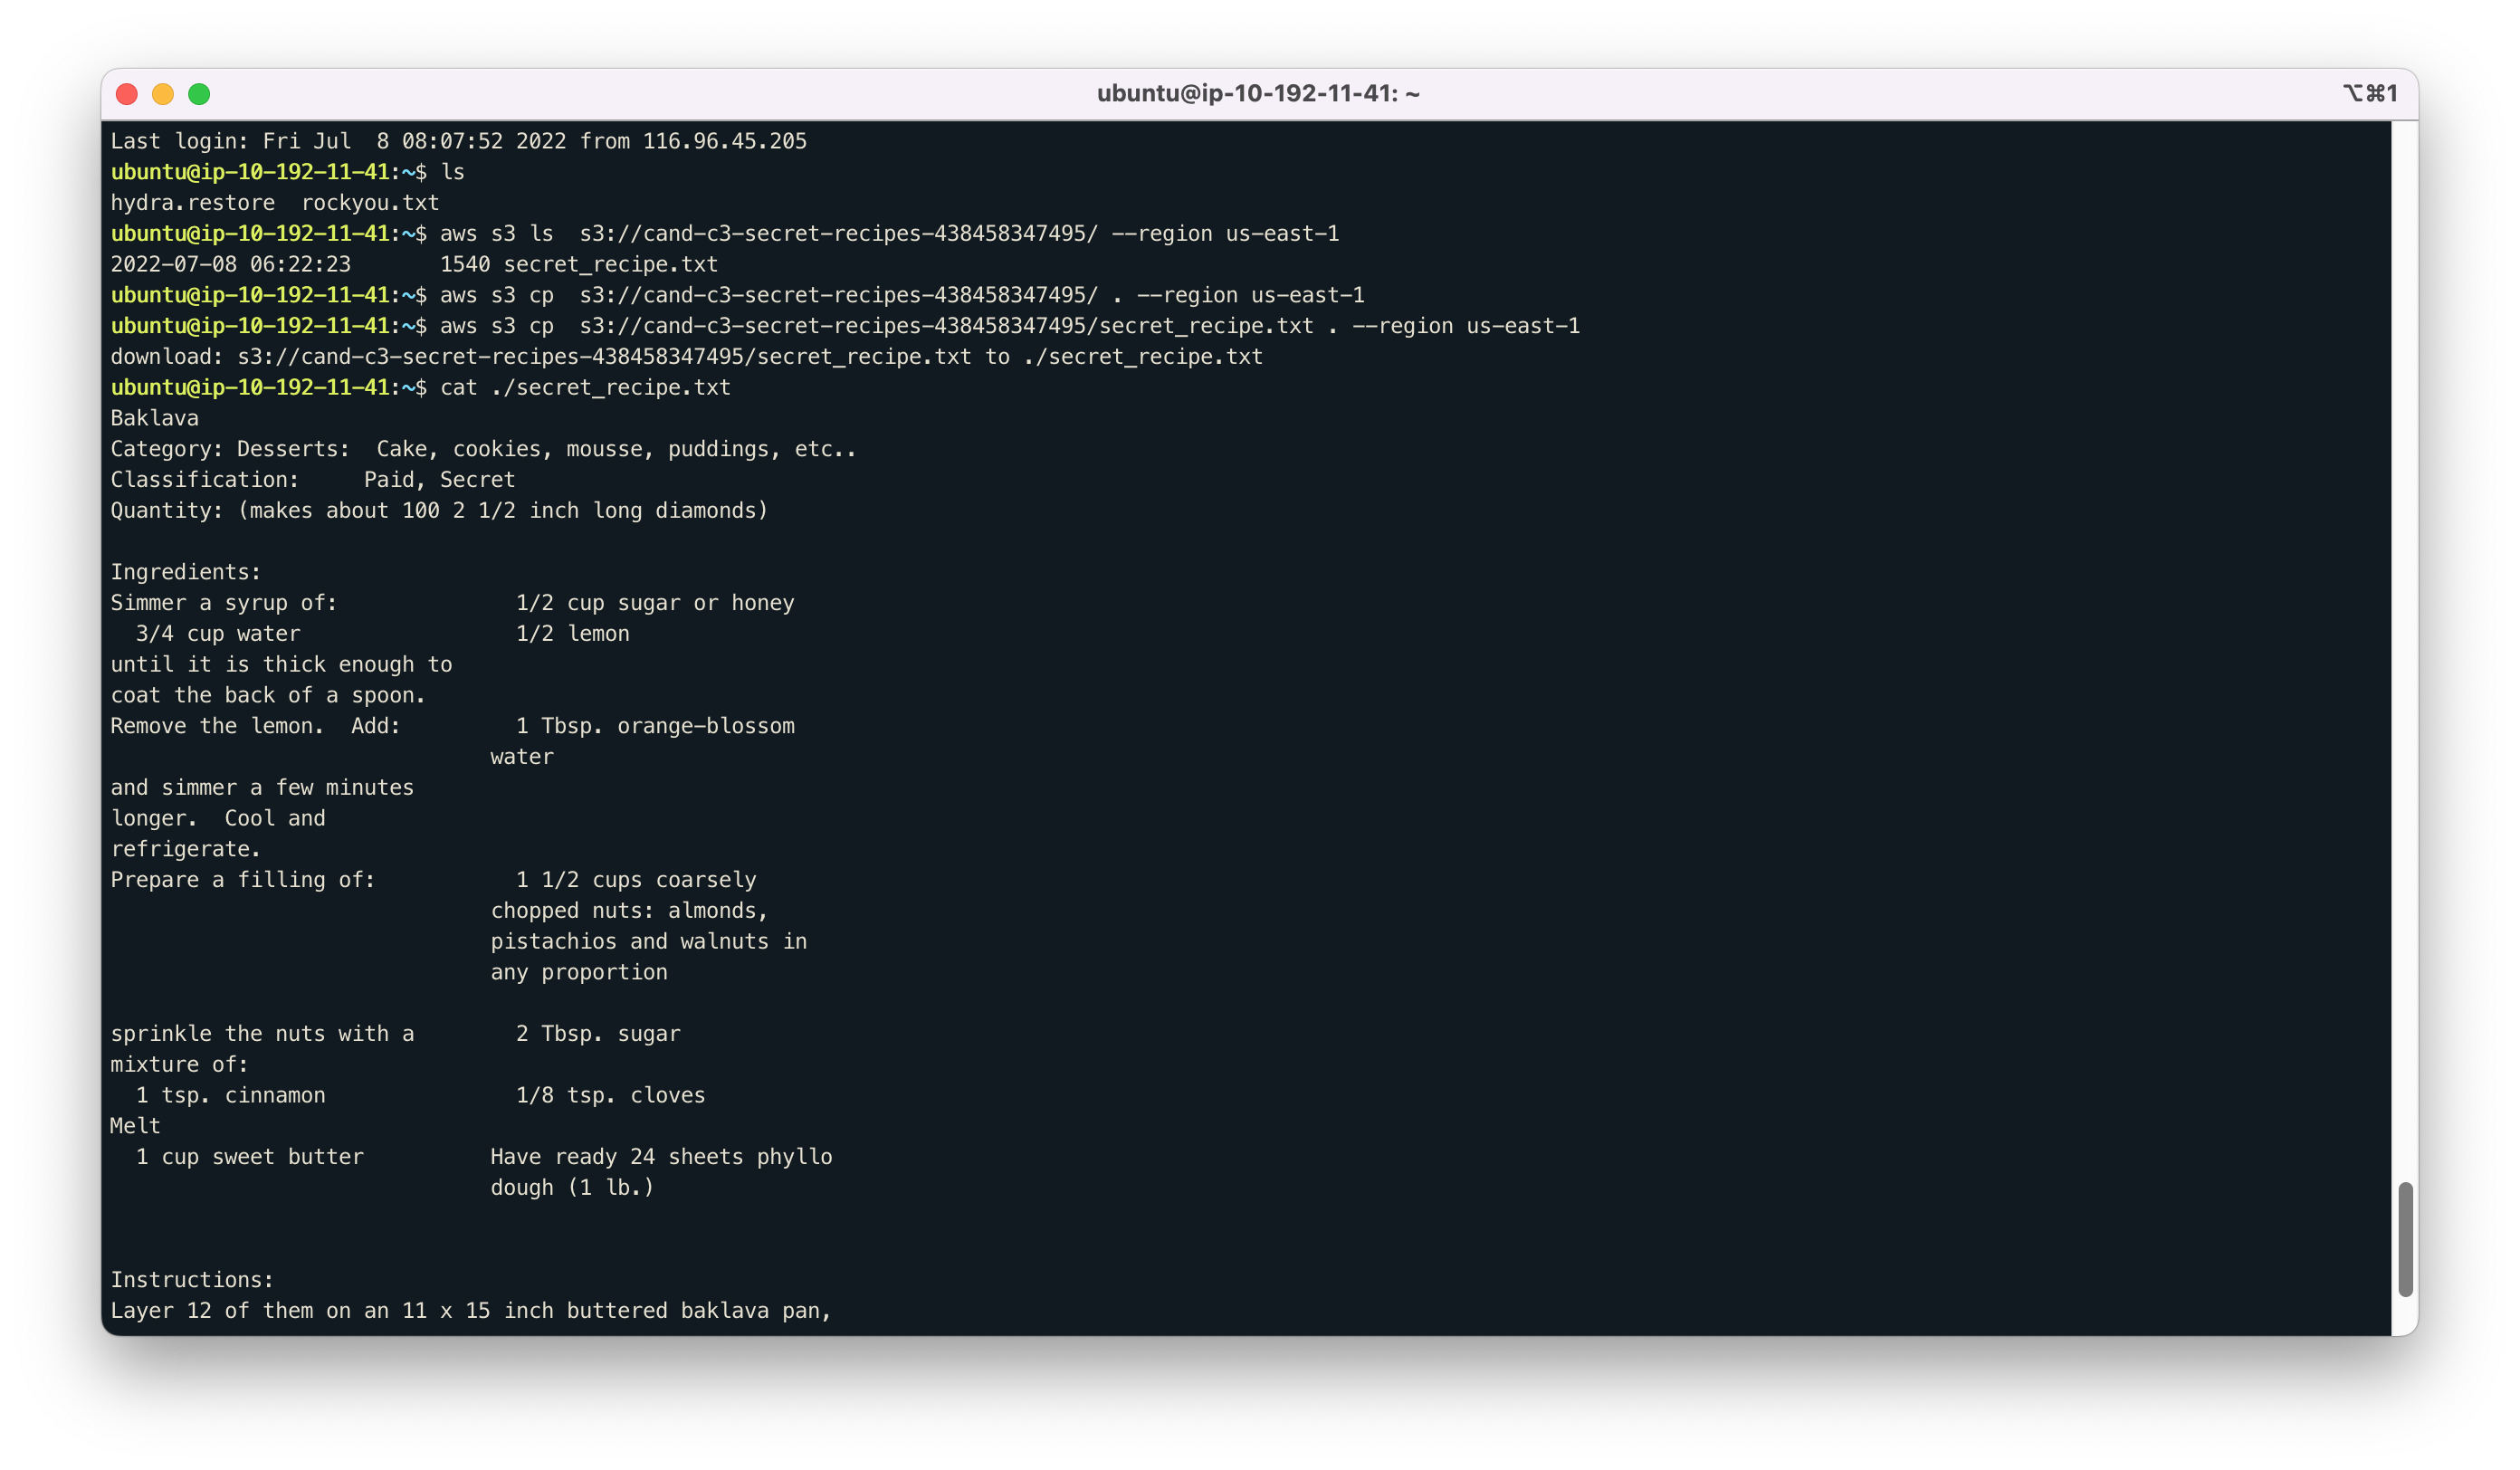 ubuntu@ip-10-192-11-41: ~ ⌥⌘1
Last login: Fri Jul  8 08:07:52 2022 from 116.96.45.205
ubuntu@ip-10-192-11-41:~$ ls
hydra.restore  rockyou.txt
ubuntu@ip-10-192-11-41:~$ aws s3 ls  s3://cand-c3-secret-recipes-438458347495/ --region us-east-1
2022-07-08 06:22:23       1540 secret_recipe.txt
ubuntu@ip-10-192-11-41:~$ aws s3 cp  s3://cand-c3-secret-recipes-438458347495/ . --region us-east-1
ubuntu@ip-10-192-11-41:~$ aws s3 cp  s3://cand-c3-secret-recipes-438458347495/secret_recipe.txt . --region us-east-1
download: s3://cand-c3-secret-recipes-438458347495/secret_recipe.txt to ./secret_recipe.txt
ubuntu@ip-10-192-11-41:~$ cat ./secret_recipe.txt
Baklava
Category: Desserts:  Cake, cookies, mousse, puddings, etc..
Classification:     Paid, Secret
Quantity: (makes about 100 2 1/2 inch long diamonds)

Ingredients:
Simmer a syrup of:              1/2 cup sugar or honey
  3/4 cup water                 1/2 lemon
until it is thick enough to
coat the back of a spoon.
Remove the lemon.  Add:         1 Tbsp. orange-blossom
                              water
and simmer a few minutes
longer.  Cool and
refrigerate.
Prepare a filling of:           1 1/2 cups coarsely
                              chopped nuts: almonds,
                              pistachios and walnuts in
                              any proportion

sprinkle the nuts with a        2 Tbsp. sugar
mixture of:
  1 tsp. cinnamon               1/8 tsp. cloves
Melt
  1 cup sweet butter          Have ready 24 sheets phyllo
                              dough (1 lb.)


Instructions:
Layer 12 of them on an 11 x 15 inch buttered baklava pan,